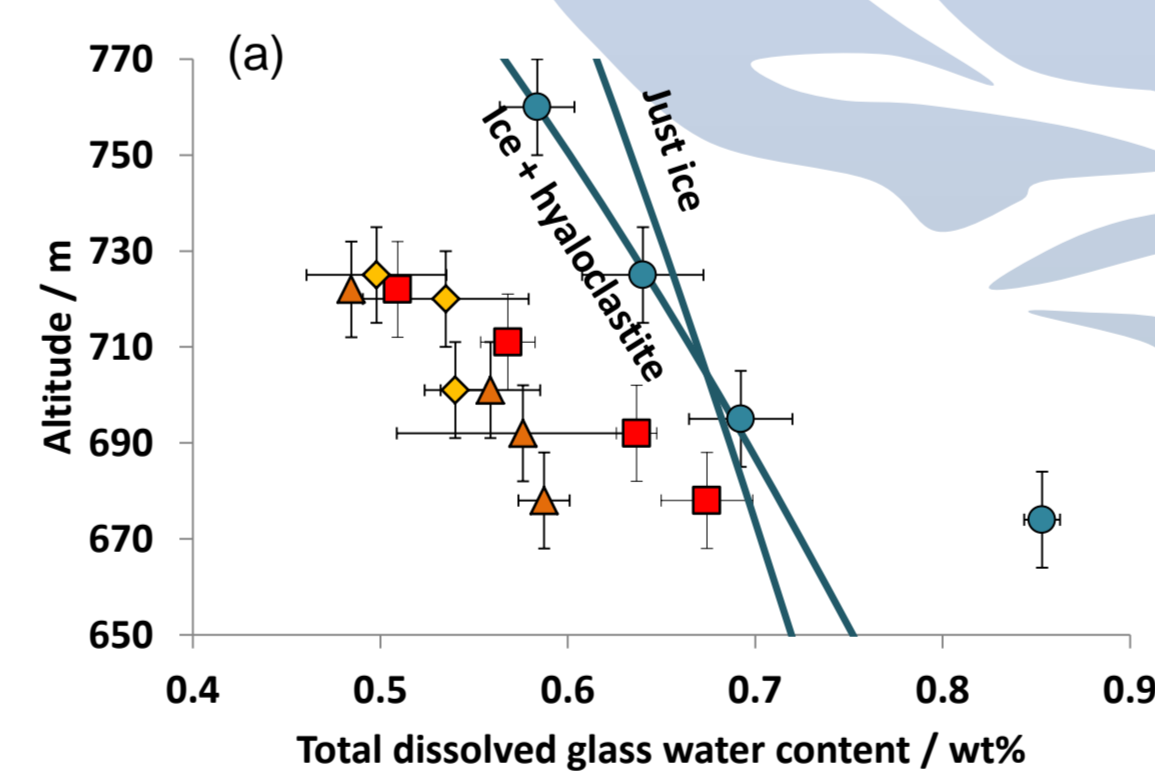 (a)
770
750
730
710
690
670
650
Altitude / m
Ice + hyaloclastite
Just ice
0.4 0.5 0.6 0.7 0.8 0.9
Total dissolved glass water content / wt%